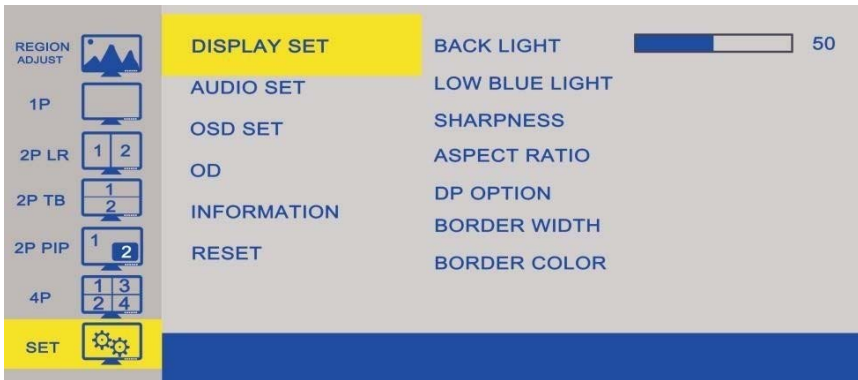 REGION
ADJUST
1P
2P LR
1 2
2P TB
1
2
2P PIP
1
2
4P
1 3
2 4
SET
DISPLAY SET
AUDIO SET
OSD SET
OD
INFORMATION
RESET
BACK LIGHT 50
LOW BLUE LIGHT
SHARPNESS
ASPECT RATIO
DP OPTION
BORDER WIDTH
BORDER COLOR